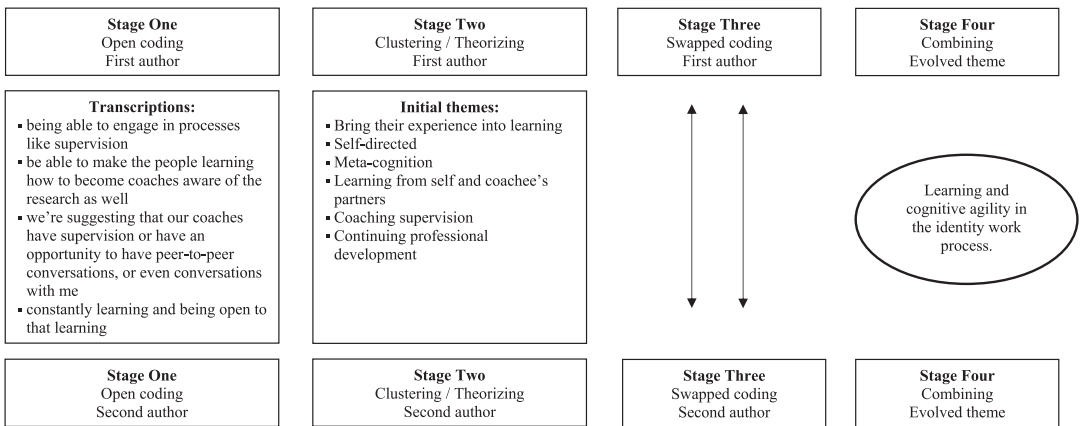 Stage One
Open coding
First author
Stage Two
Clustering / Theorizing
First author
Stage Three
Swapped coding
First author
Stage Four
Combining
Evolved theme
Transcriptions:
▪ being able to engage in processes
like supervision
▪ be able to make the people learning
how to become coaches aware of the
research as well
▪ we’re suggesting that our coaches
have supervision or have an
opportunity to have peer-to-peer
conversations, or even conversations
with me
▪ constantly learning and being open to
that learning
Initial themes:
▪ Bring their experience into learning
▪ Self-directed
▪ Meta-cognition
▪ Learning from self and coachee’s
partners
▪ Coaching supervision
▪ Continuing professional
development
Learning and
cognitive agility in
the identity work
process.
Stage One
Open coding
Second author
Stage Two
Clustering / Theorizing
Second author
Stage Three
Swapped coding
Second author
Stage Four
Combining
Evolved theme